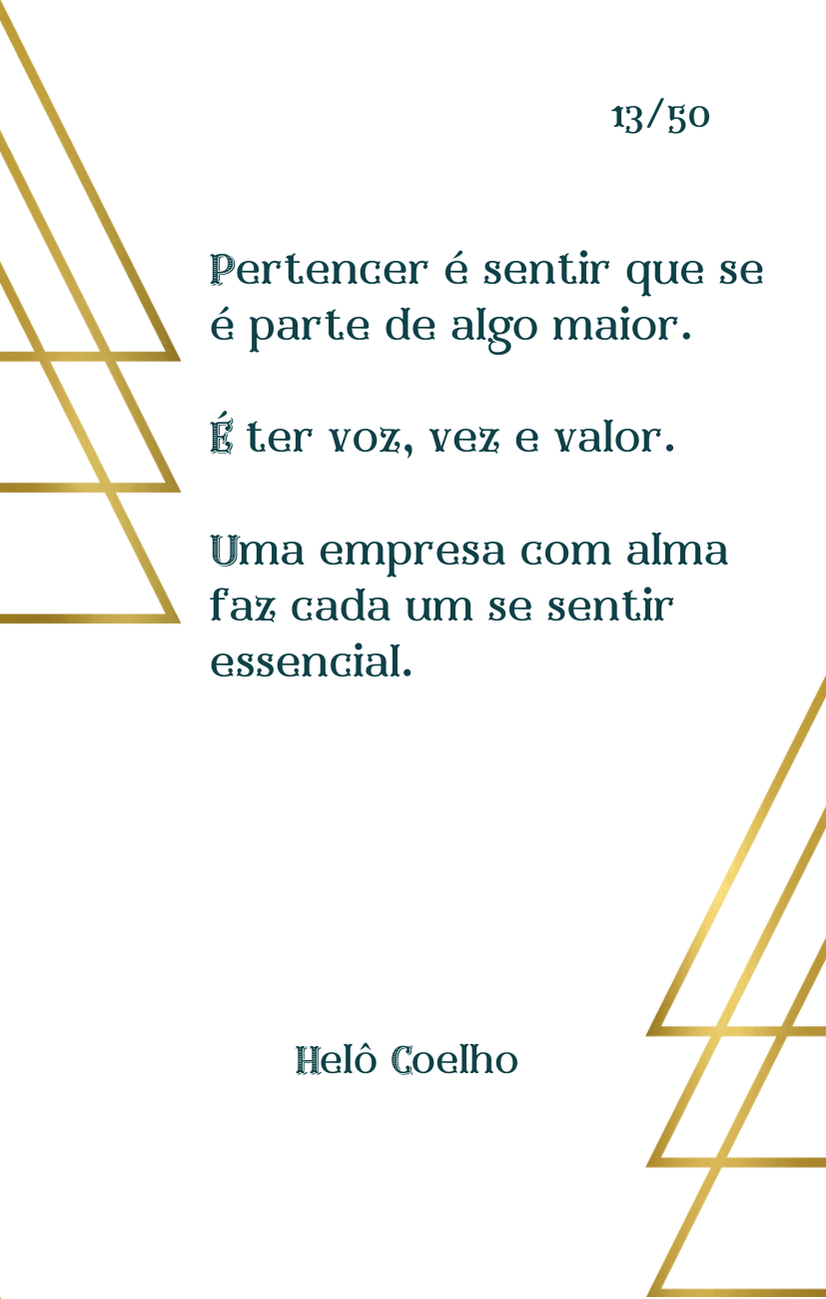 13/50
Pertencer é sentir que se
é parte de algo maior.
É ter voz, vez e valor.
Uma empresa com alma
faz cada um se sentir
essencial.
Helô Coelho